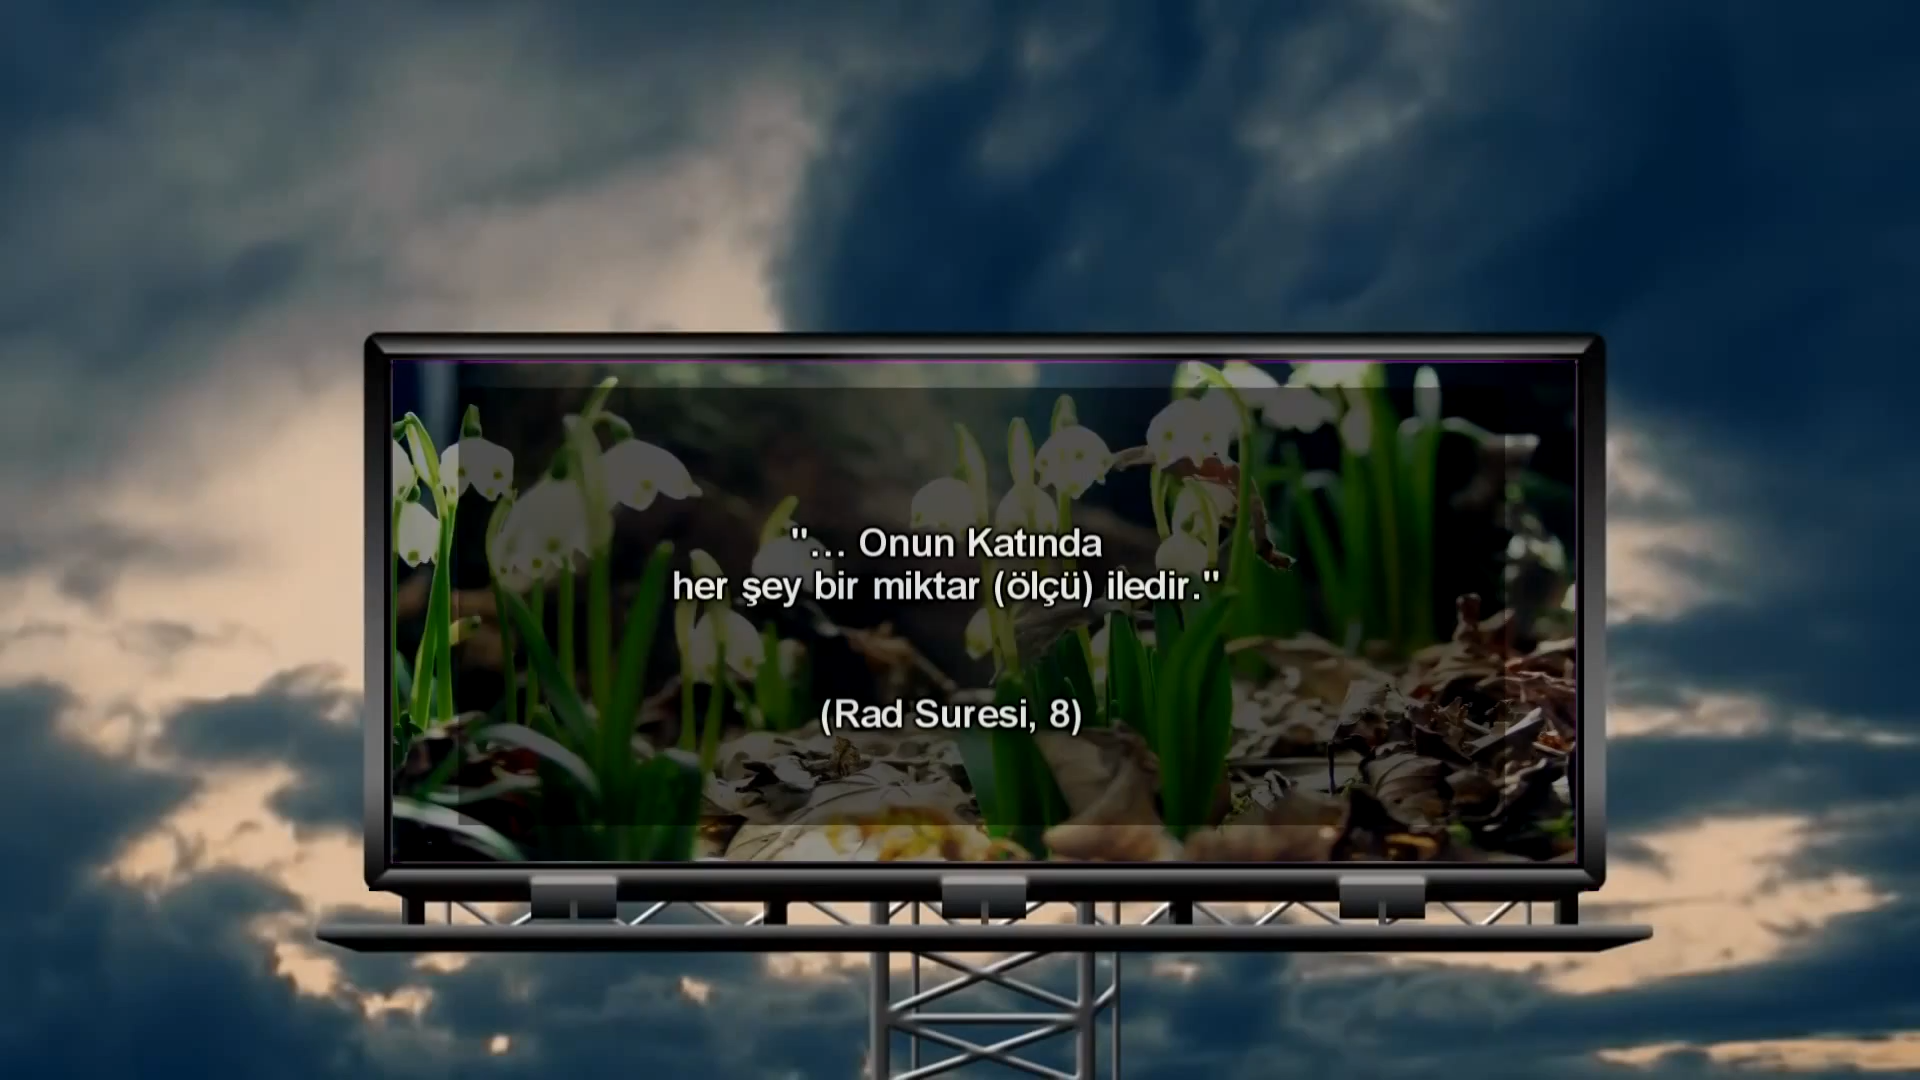 "... Onun Katında
her şey bir miktar (ölçü) iledir."
(Rad Suresi, 8)